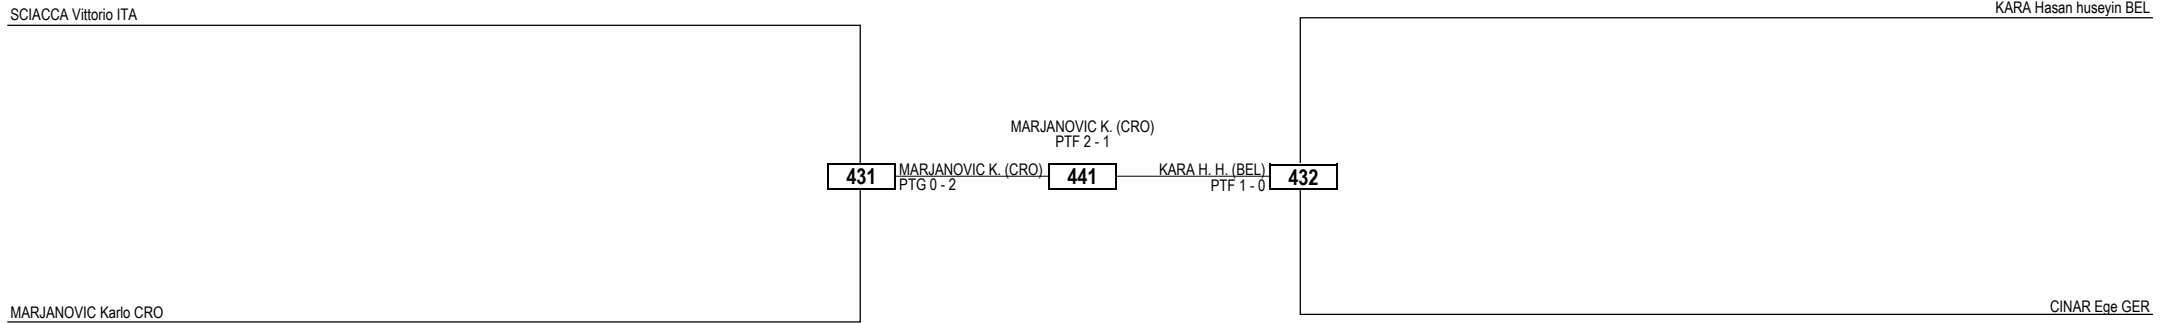 SCIACCA Vittorio ITA
KARA Hasan huseyin BEL
MARJANOVIC K. (CRO)
PTF 2 - 1
431
MARJANOVIC K. (CRO)
PTG 0 - 2
441
KARA H. H. (BEL)
PTF 1 - 0
432
MARJANOVIC Karlo CRO
CINAR Ege GER